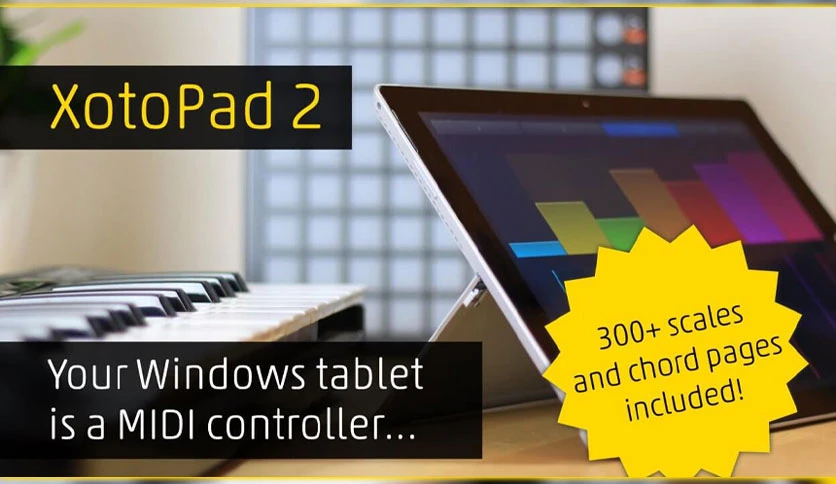 XotoPad 2
Your Windows tablet
is a MIDI controller...
300+ scales
and chord pages
included!